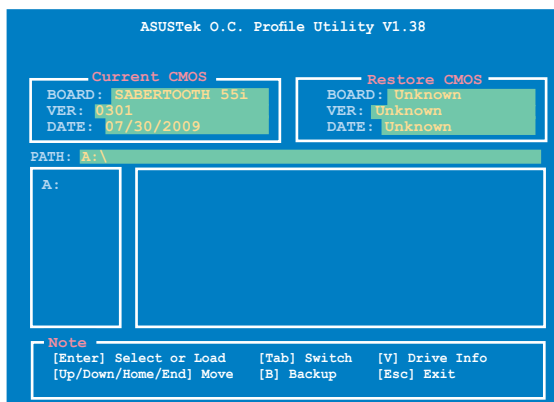 ASUSTek O.C. Profile Utility V1.38
Current CMOS
BOARD: SABERTOOTH 55i
VER: 0301
DATE: 07/30/2009
Restore CMOS
BOARD: Unknown
VER: Unknown
DATE: Unknown
PATH: A:\
A:
Note
[Enter] Select or Load [Tab] Switch [V] Drive Info
[Up/Down/Home/End] Move [B] Backup [Esc] Exit